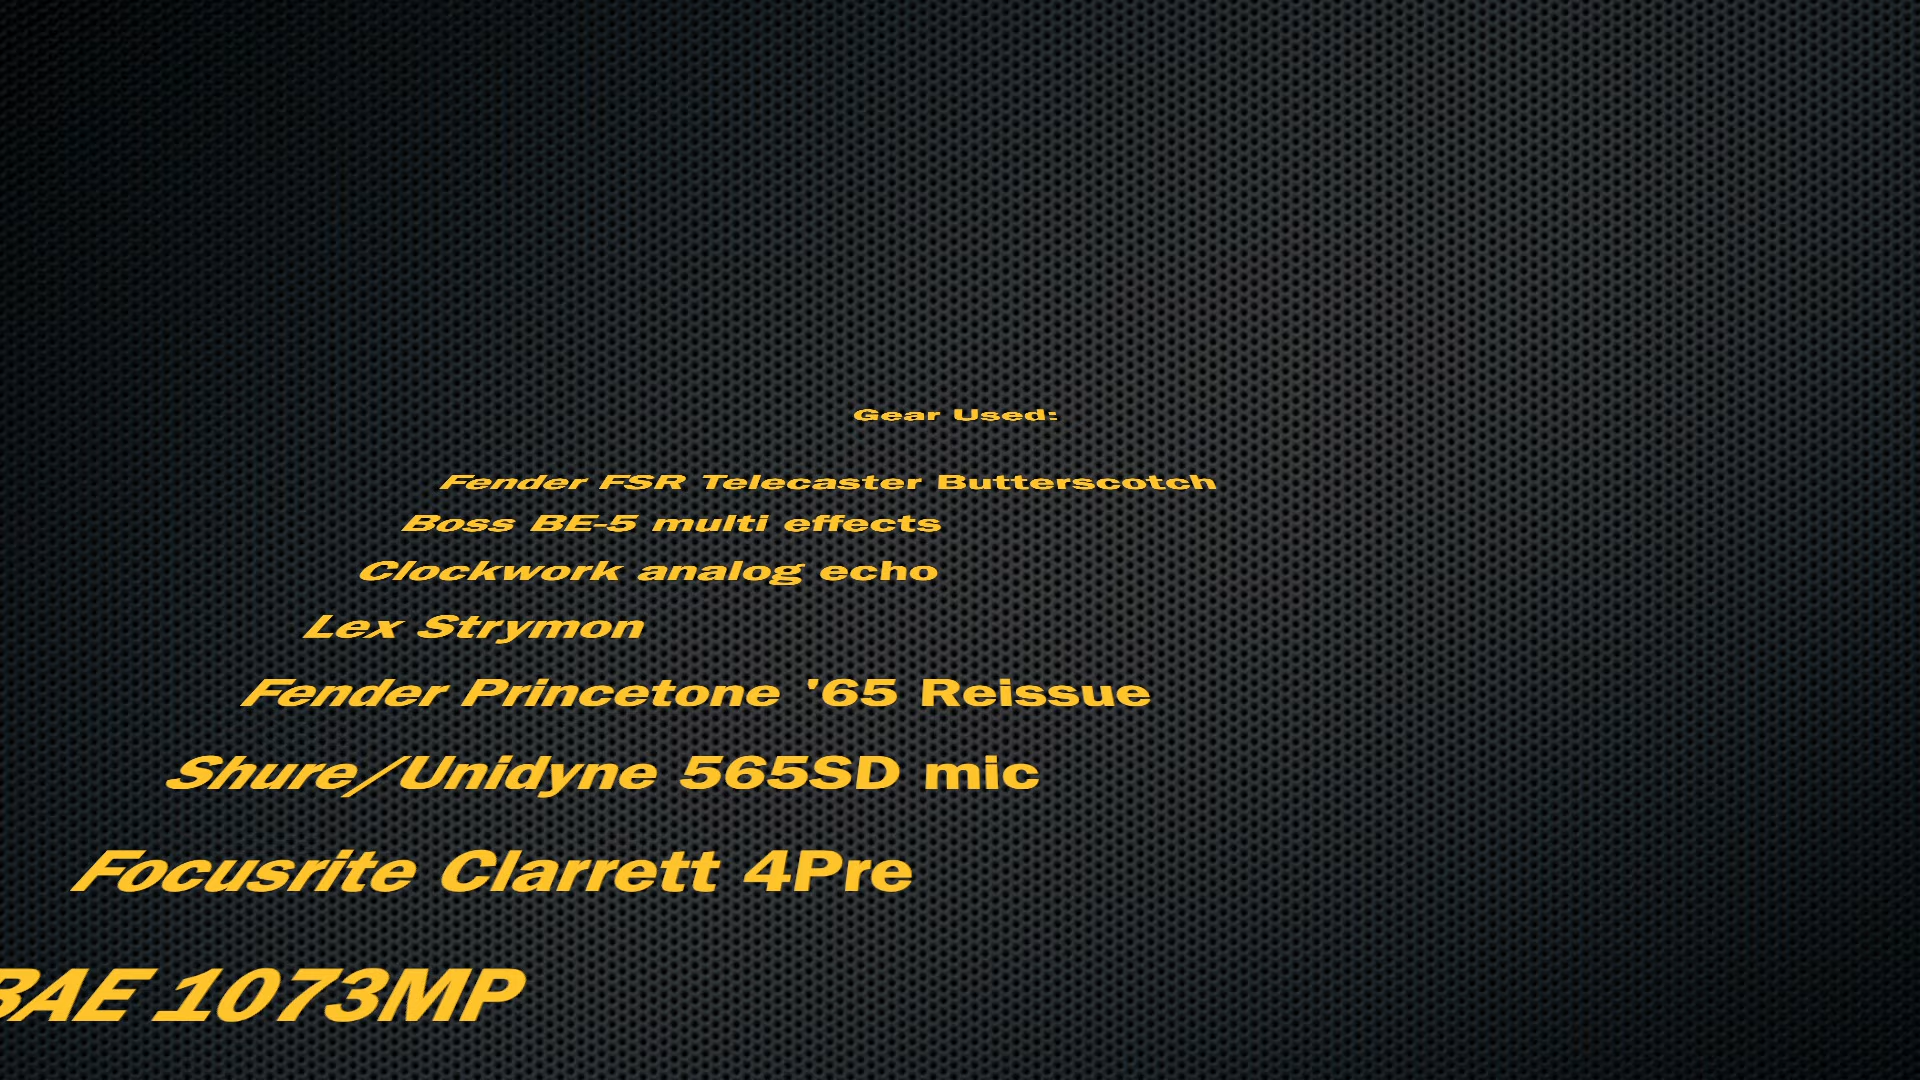 Gear Used:
Fender FSR Telecaster Butterscotch
Boss BE-5 multi effects
Clockwork analog echo
Lex Strymon
Fender Princetone '65 Reissue
Shure/Unidyne 565SD mic
Focusrite Clarrett 4Pre
BAE 1073MP